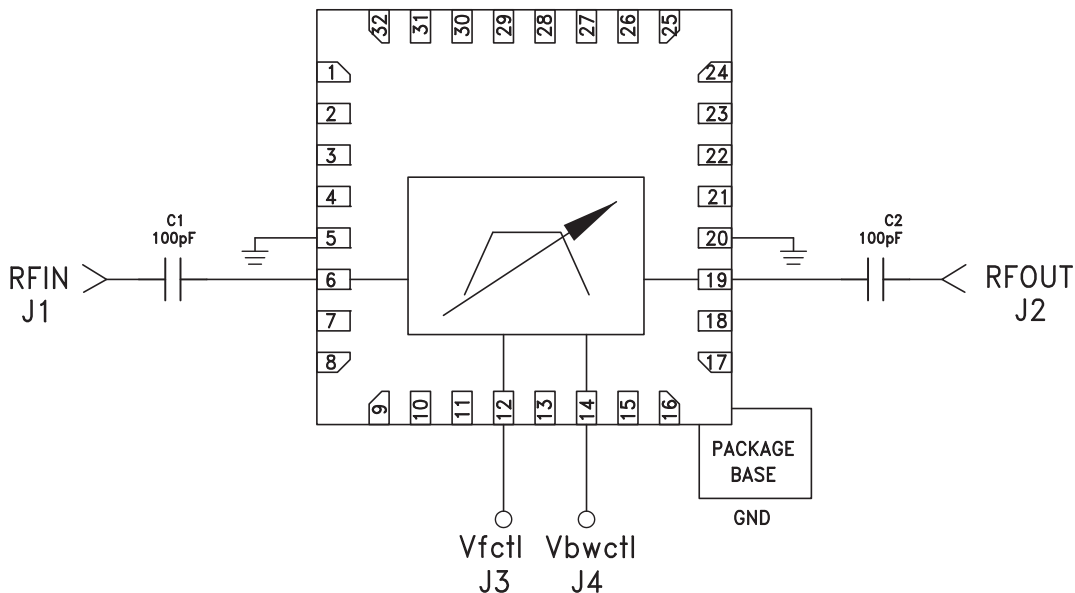 32 31 30 29 28 27 26 25
1
24
2
23
3
22
4
21
C1
100pF
5
20
C2
100pF
RFIN
J1
6
19
RFOUT
J2
7
18
8
17
9 10 11 12 13 14 15 16
PACKAGE
BASE
GND
Vfctl
J3
Vbwctl
J4